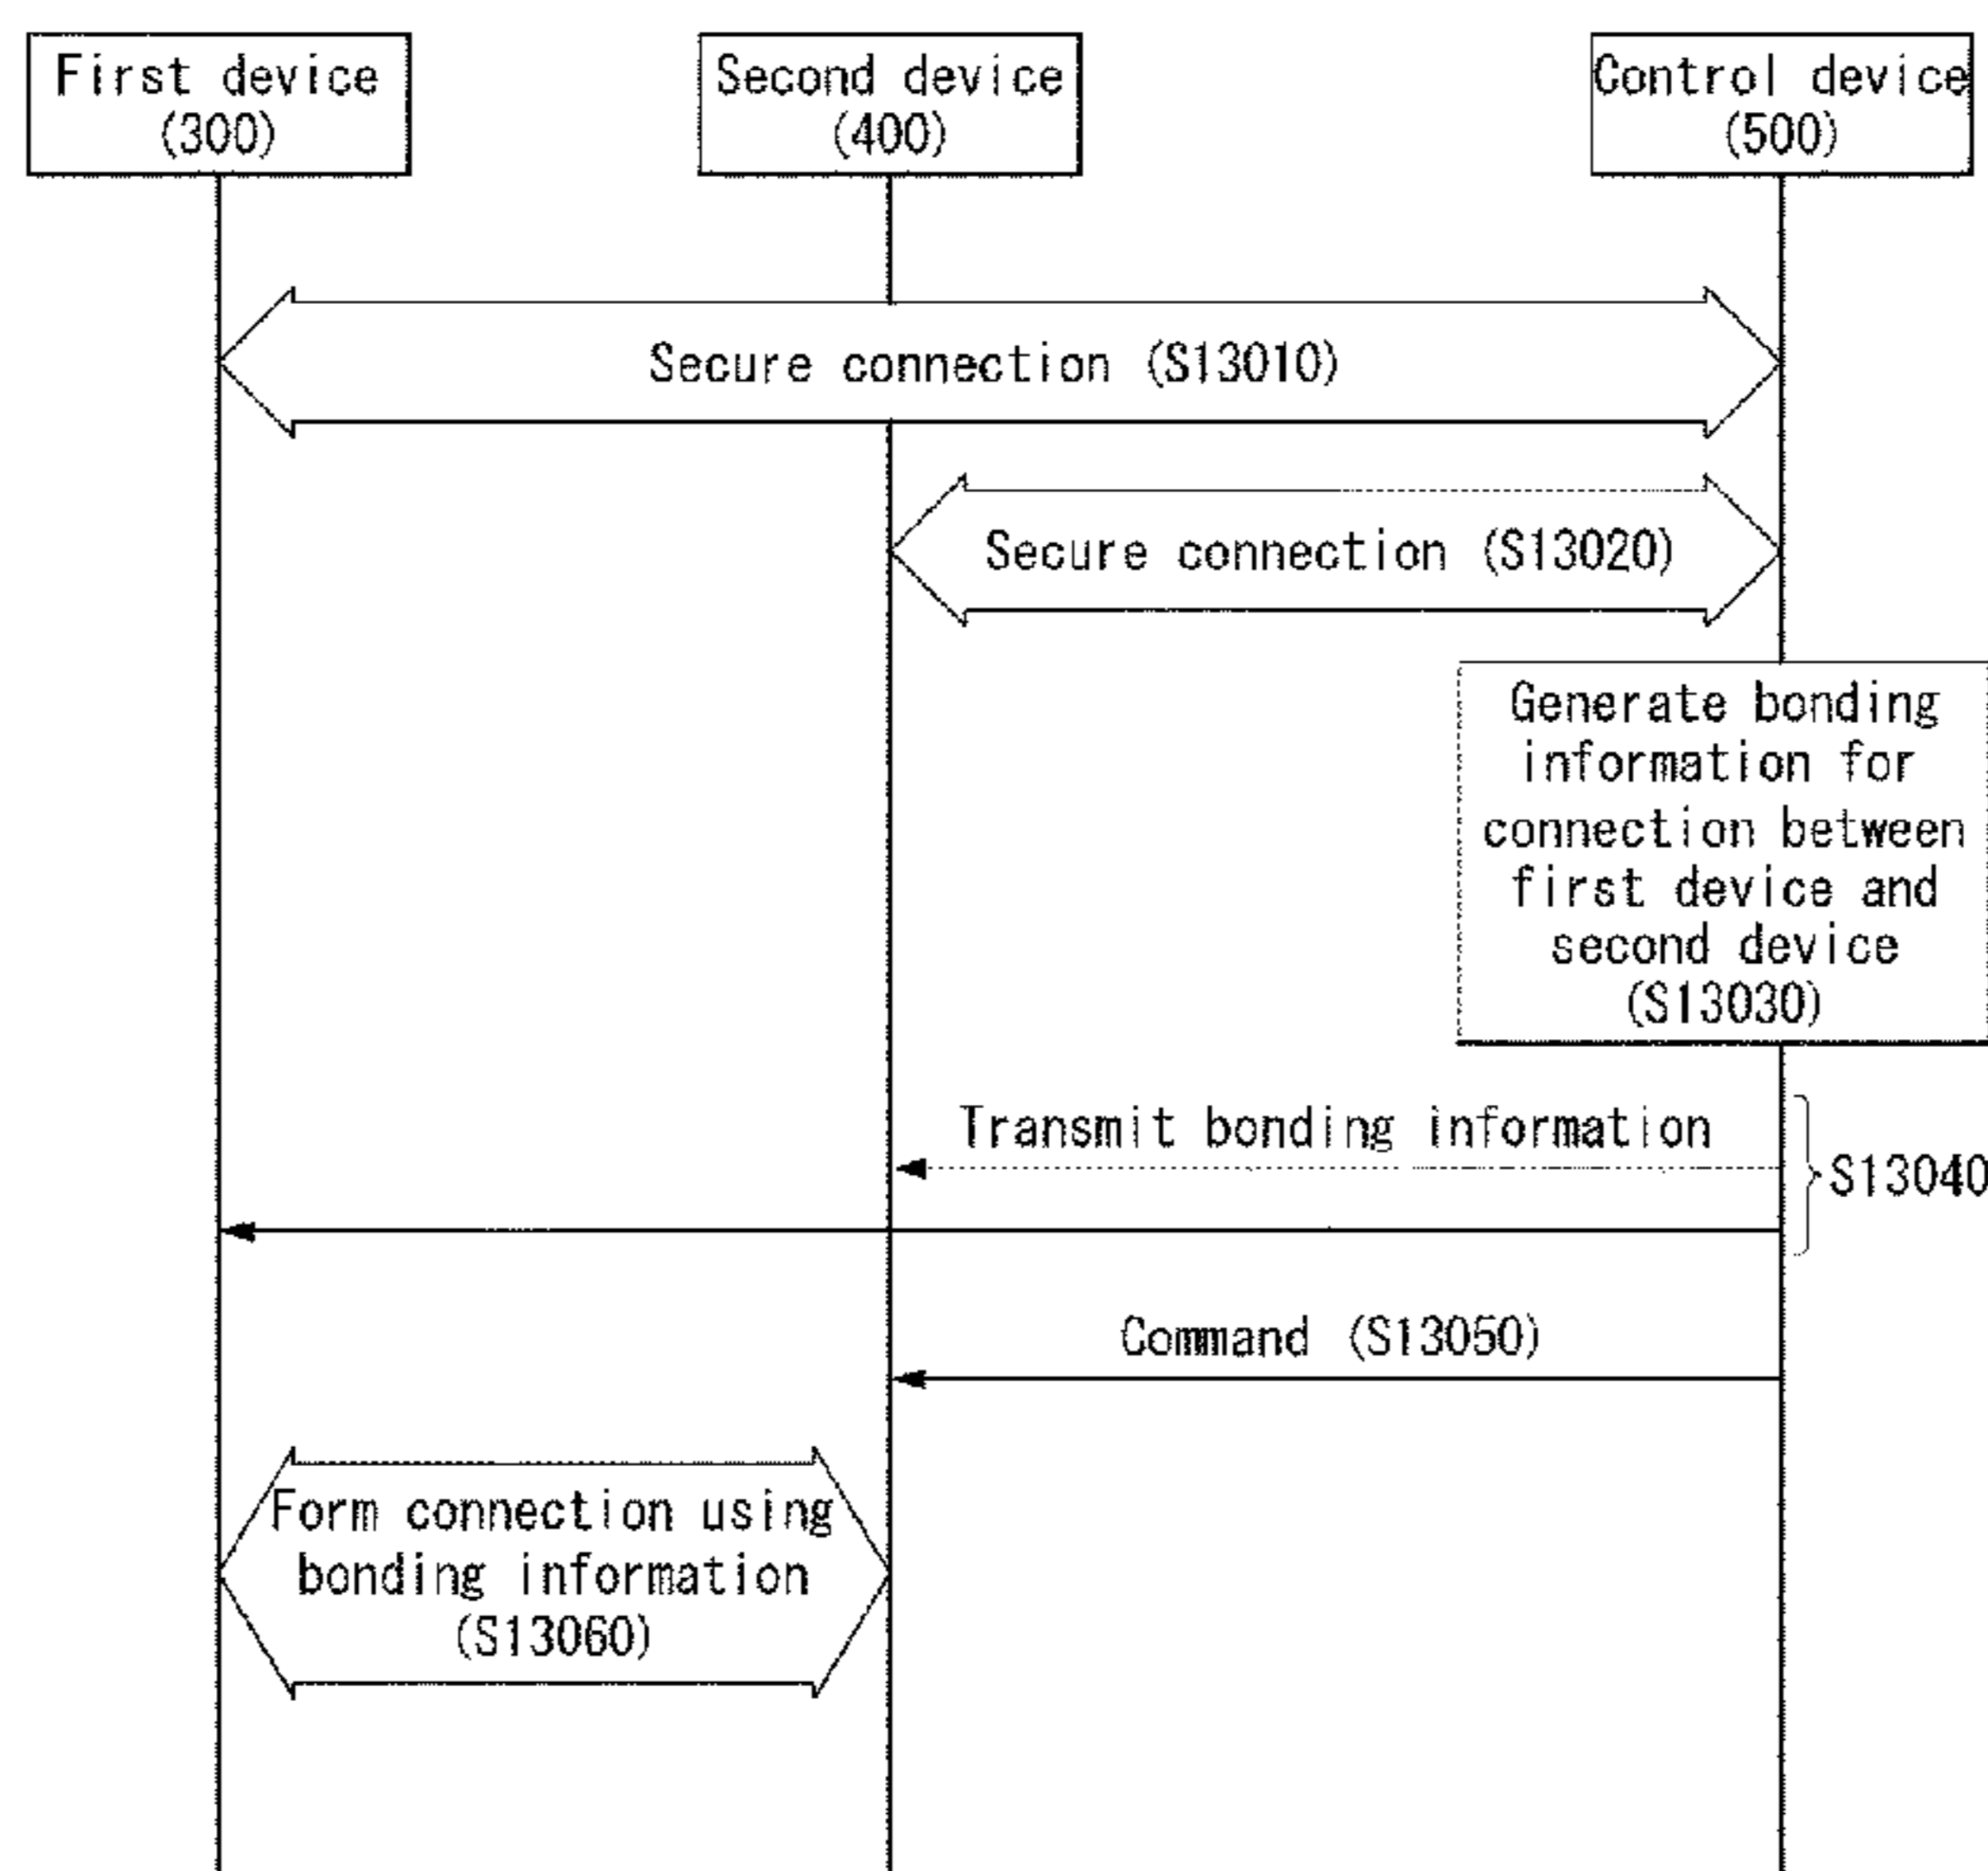 First device
(300)
Second device
(400)
Control device
(500)
Secure connection (S13010)
Secure connection (S13020)
Generate bonding
information for
connection between
first device and
second device
(S13030)
Transmit bonding information
S13040
Command (S13050)
Form connection using
bonding information
(S13060)